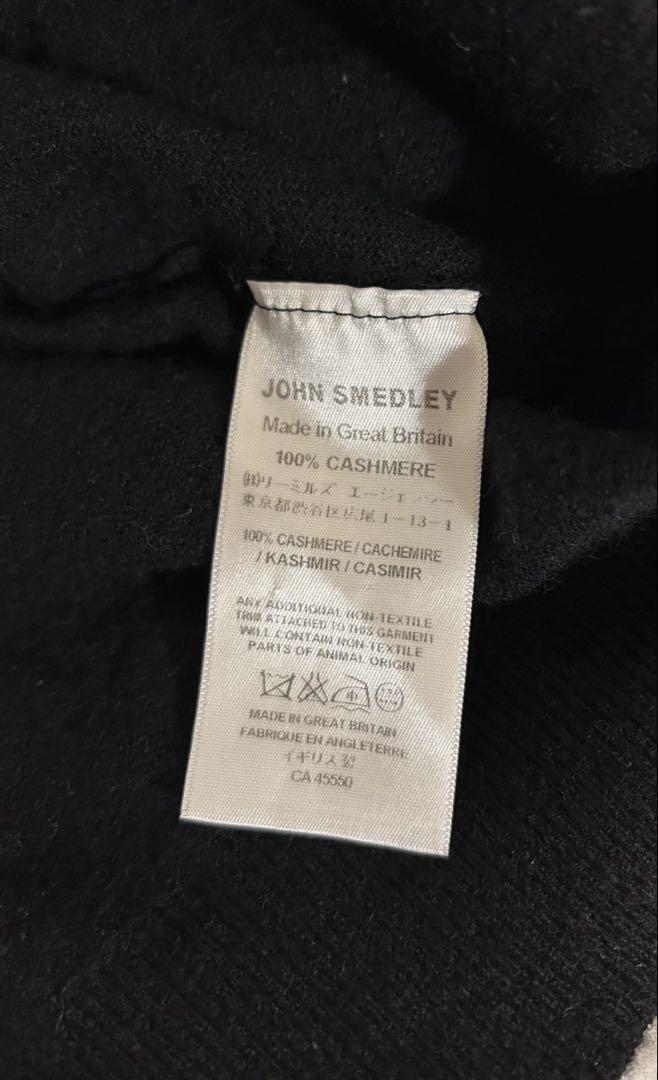 JOHN SMEDLEY
Made in Great Britain
100% CASHMERE
㈱リーミルズ エージェンシー
東京都渋谷区広尾1-13-1
100% CASHMERE / CACHEMIRE
/ KASHMIR / CASIMIR
ANY ADDITIONAL NON-TEXTILE
TRIM ATTACHED TO THIS GARMENT
WILL CONTAIN NON-TEXTILE
PARTS OF ANIMAL ORIGIN
MADE IN GREAT BRITAIN
FABRIQUE EN ANGLETERRE
イギリス
CA 45550